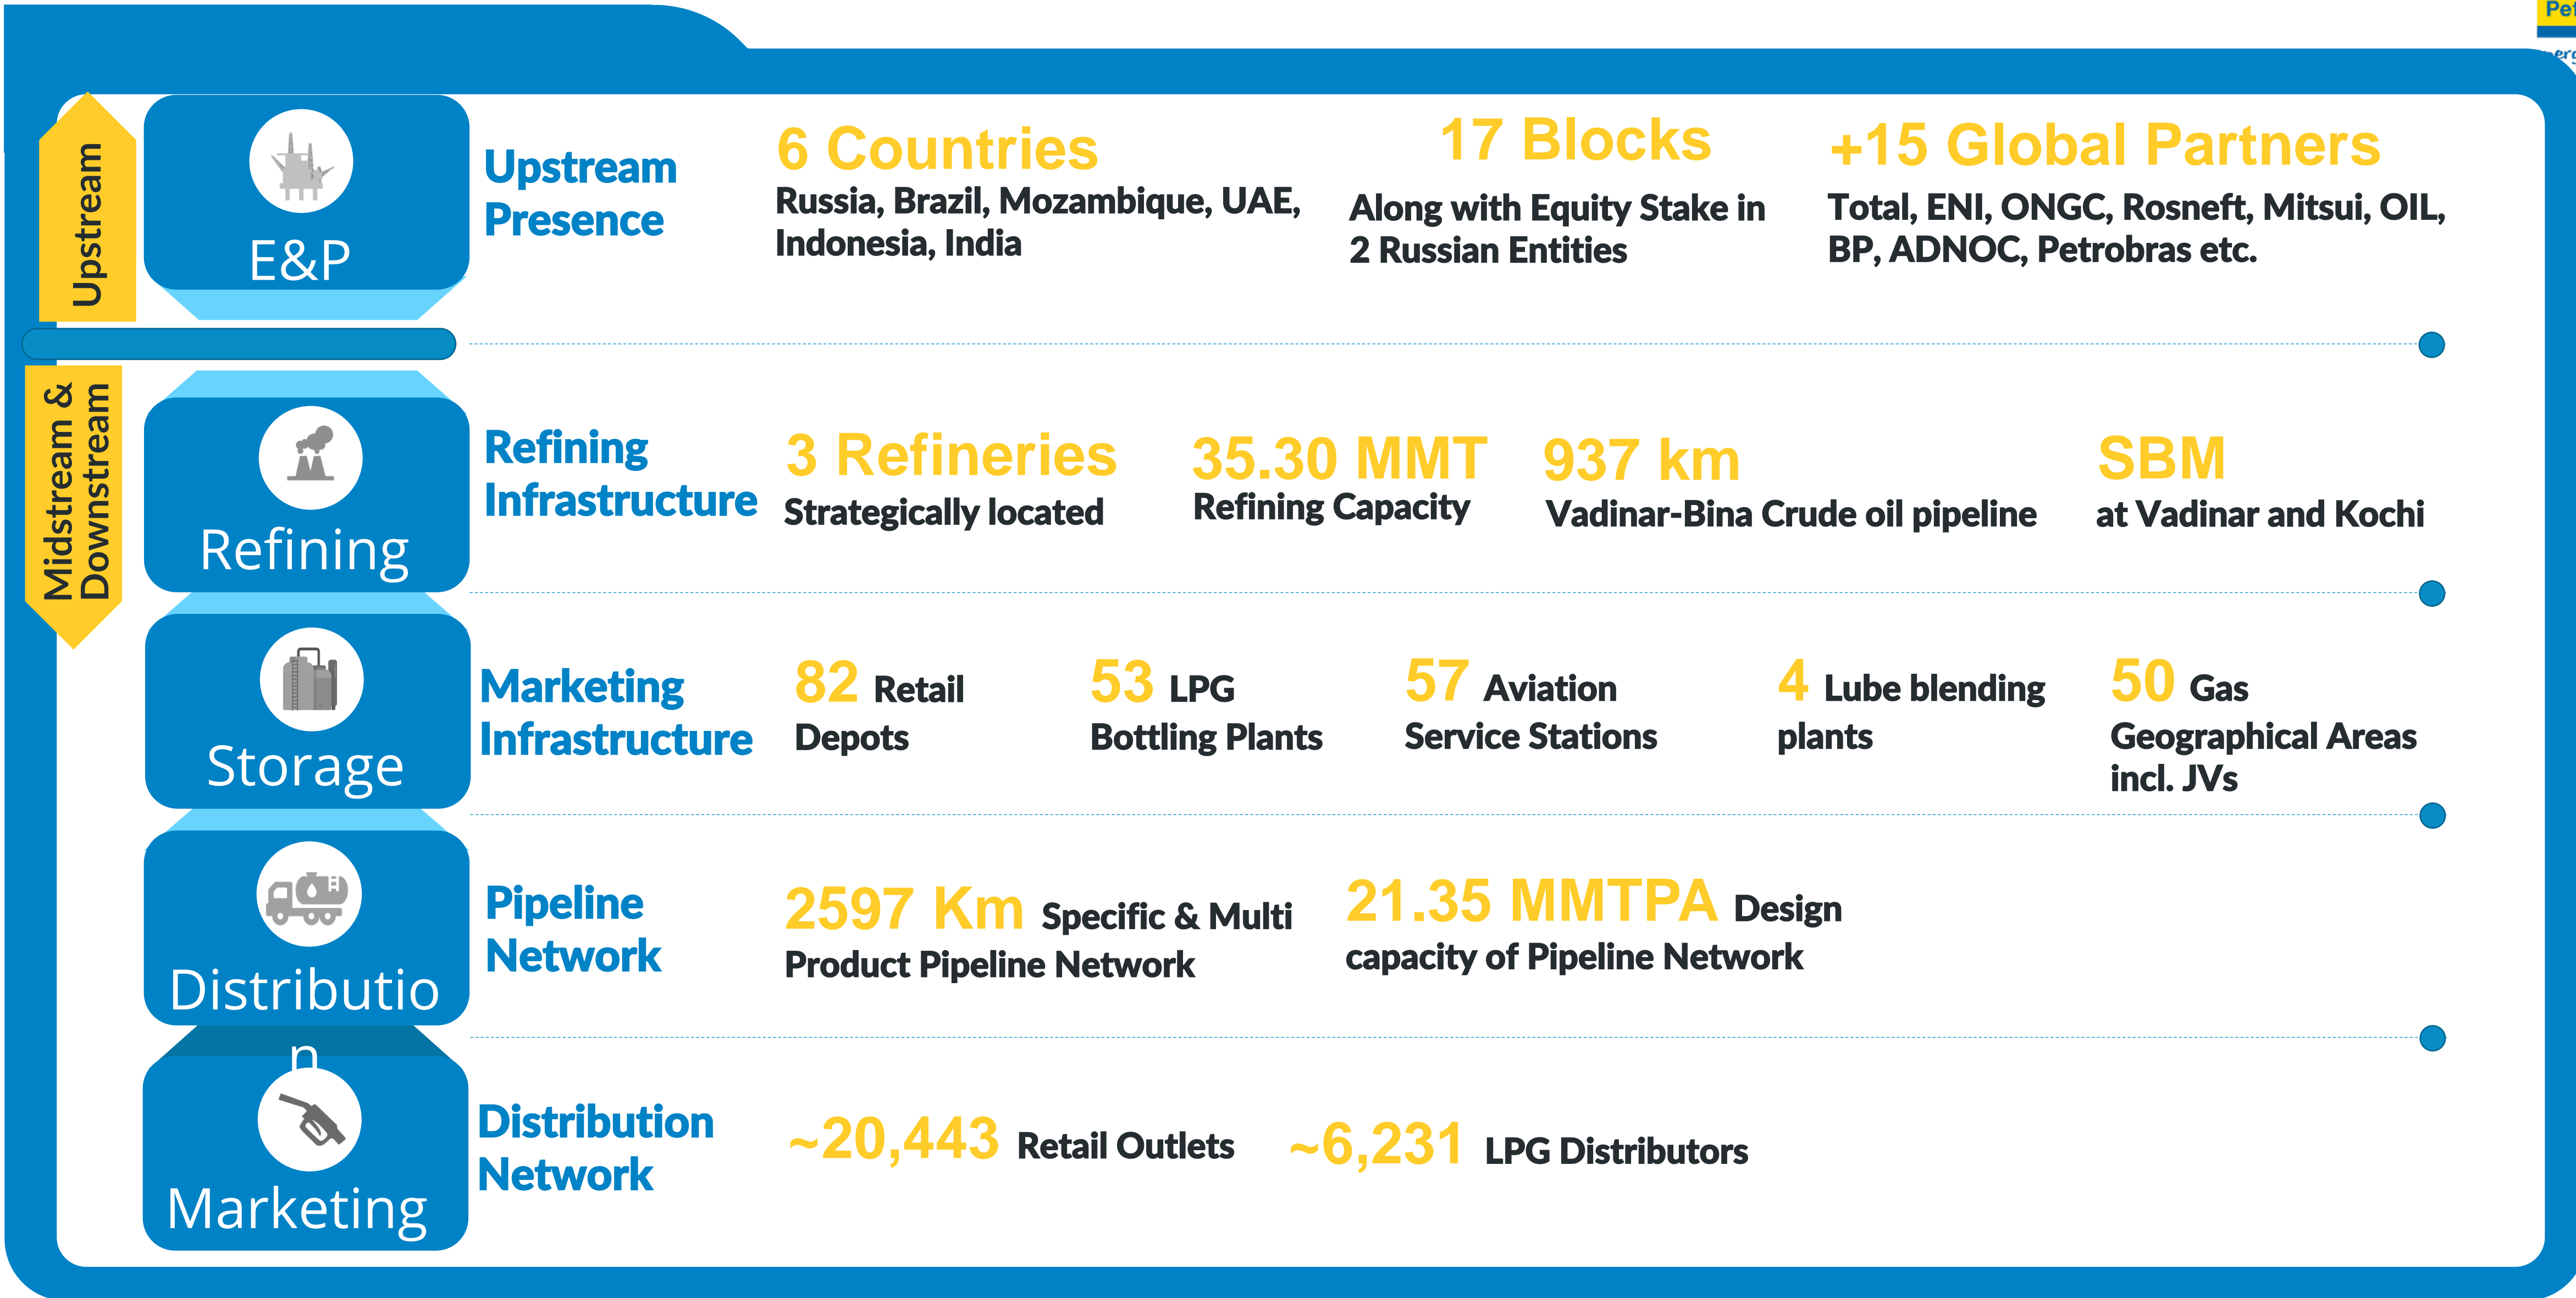 Upstream
E&P
Upstream
Presence
6 Countries
Russia, Brazil, Mozambique, UAE,
Indonesia, India
17 Blocks
Along with Equity Stake in
2 Russian Entities
+15 Global Partners
Total, ENI, ONGC, Rosneft, Mitsui, OIL,
BP, ADNOC, Petrobras etc.
Midstream &
Downstream
Refining
Refining
Infrastructure
3 Refineries
Strategically located
35.30 MMT
Refining Capacity
937 km
Vadinar-Bina Crude oil pipeline
SBM
at Vadinar and Kochi
Storage
Marketing
Infrastructure
82 Retail
Depots
53 LPG
Bottling Plants
57 Aviation
Service Stations
4 Lube blending
plants
50 Gas
Geographical Areas
incl. JVs
Distributio
n
Pipeline
Network
2597 Km Specific & Multi
Product Pipeline Network
21.35 MMTPA Design
capacity of Pipeline Network
Marketing
Distribution
Network
~20,443 Retail Outlets
~6,231 LPG Distributors